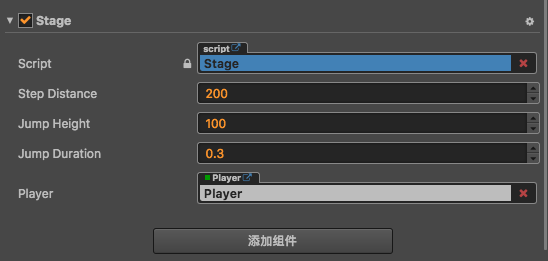 Stage
script
Script Stage
Step Distance 200
Jump Height 100
Jump Duration 0.3
Player
Player Player
添加组件